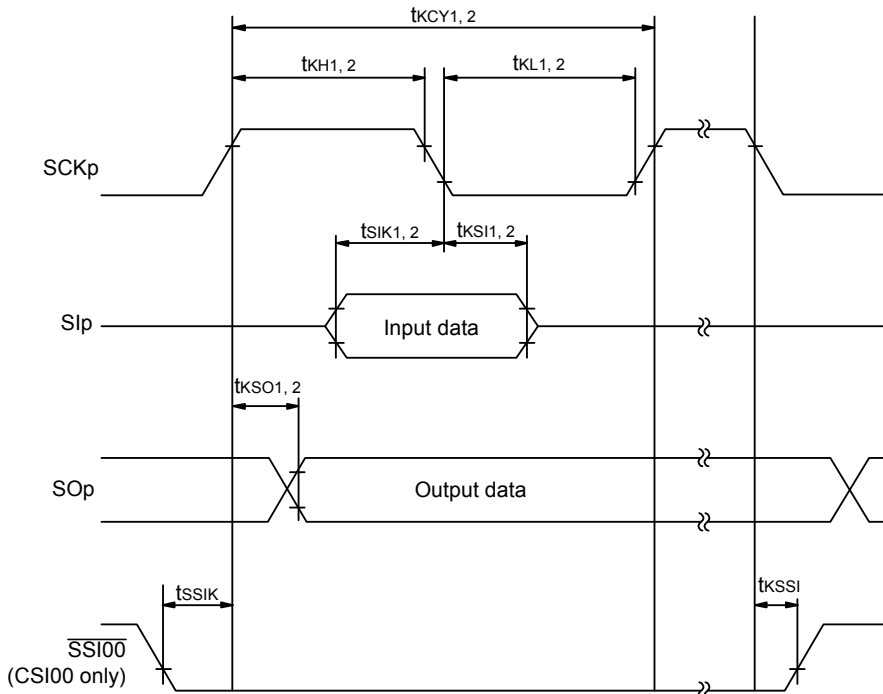 tKCY1, 2
tKH1, 2
tKL1, 2
SCKp
tSIK1, 2
tKSI1, 2
SIp
Input data
tKSO1, 2
SOp
Output data
tSSIK
tKSSI
SSI00
(CSI00 only)